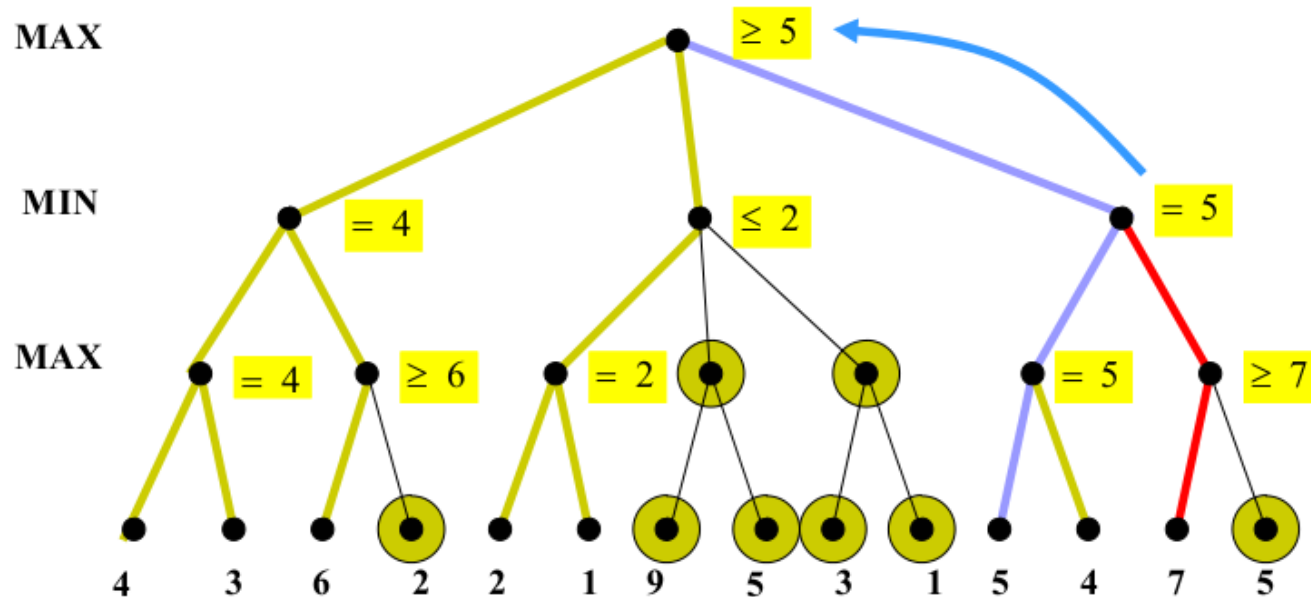 MAX ≥ 5
MIN = 4 ≤ 2 = 5
MAX = 4 ≥ 6 = 2 = 5 ≥ 7
4 3 6 2 2 1 9 5 3 1 5 4 7 5